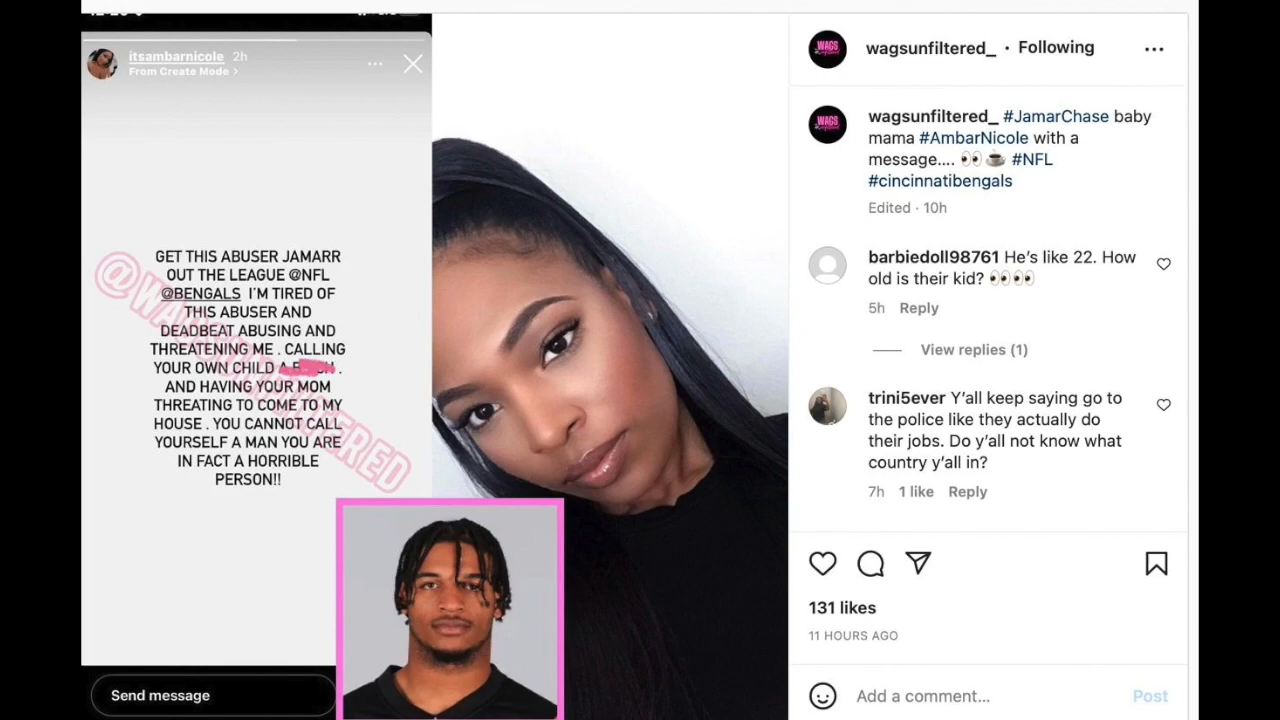 itsambarnicole 2h
From Create Mode >
GET THIS ABUSER JAMARR
OUT THE LEAGUE @NFL
@BENGALS I'M TIRED OF
THIS ABUSER AND
DEADBEAT ABUSING AND
THREATENING ME . CALLING
YOUR OWN CHILD A .
AND HAVING YOUR MOM
THREATING TO COME TO MY
HOUSE . YOU CANNOT CALL
YOURSELF A MAN YOU ARE
IN FACT A HORRIBLE
PERSON!!
@WAGSUNFILTERED
Send message
WAGS
wagsunfiltered_ • Following
WAGS
wagsunfiltered_ #JamarChase baby
mama #AmbarNicole with a
message.... 👀☕ #NFL
#cincinnatibengals
Edited · 10h
barbiedoll98761 He's like 22. How
old is their kid? 👀👀
5h Reply
View replies (1)
trini5ever Y'all keep saying go to
the police like they actually do
their jobs. Do y'all not know what
country y'all in?
7h 1 like Reply
131 likes
11 HOURS AGO
Add a comment...
Post